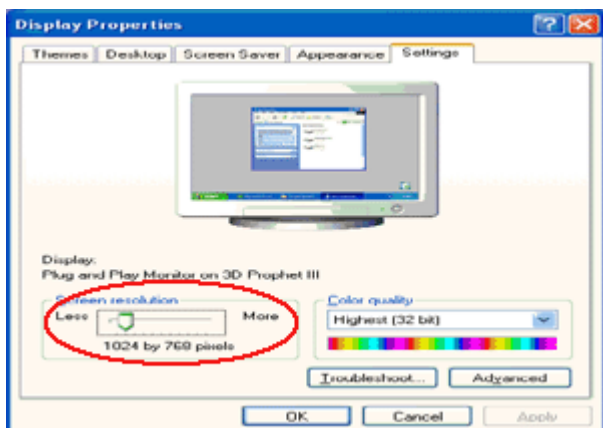 Display Properties
Themes Desktop Screen Saver Appearance Settings
Display:
Plug and Play Monitor on 3D Prophet III
Screen resolution
Less More
1024 by 768 pixels
Color quality
Highest (32 bit)
Troubleshoot... Advanced
OK Cancel Apply